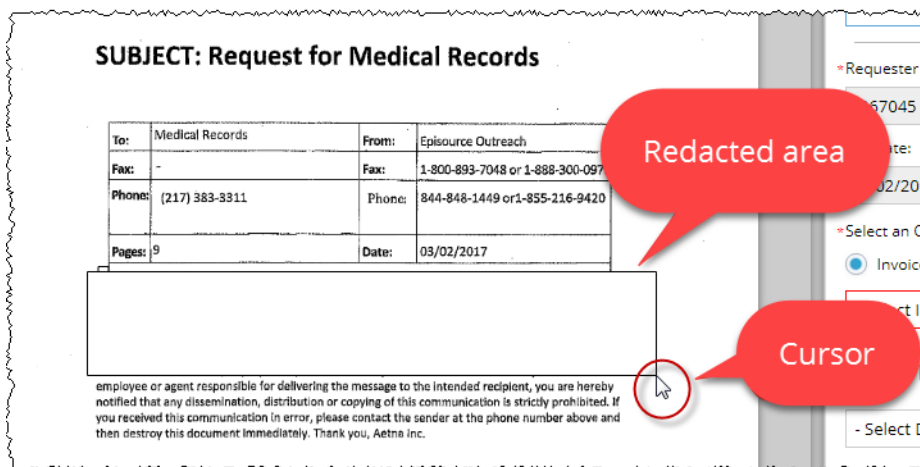 SUBJECT: Request for Medical Records
To: Medical Records From: Episource Outreach
Fax: - Fax: 1-800-893-7048 or 1-888-300-097
Phone: (217) 383-3311 Phone: 844-848-1449 or1-855-216-9420
Pages: 9 Date: 03/02/2017
employee or agent responsible for delivering the message to the intended recipient, you are hereby
notified that any dissemination, distribution or copying of this communication is strictly prohibited. If
you received this communication in error, please contact the sender at the phone number above and
then destroy this document immediately. Thank you, Aetna Inc.
Redacted area
Cursor
*Requester
67045
02/20
*Select an
Invoic
- Select D